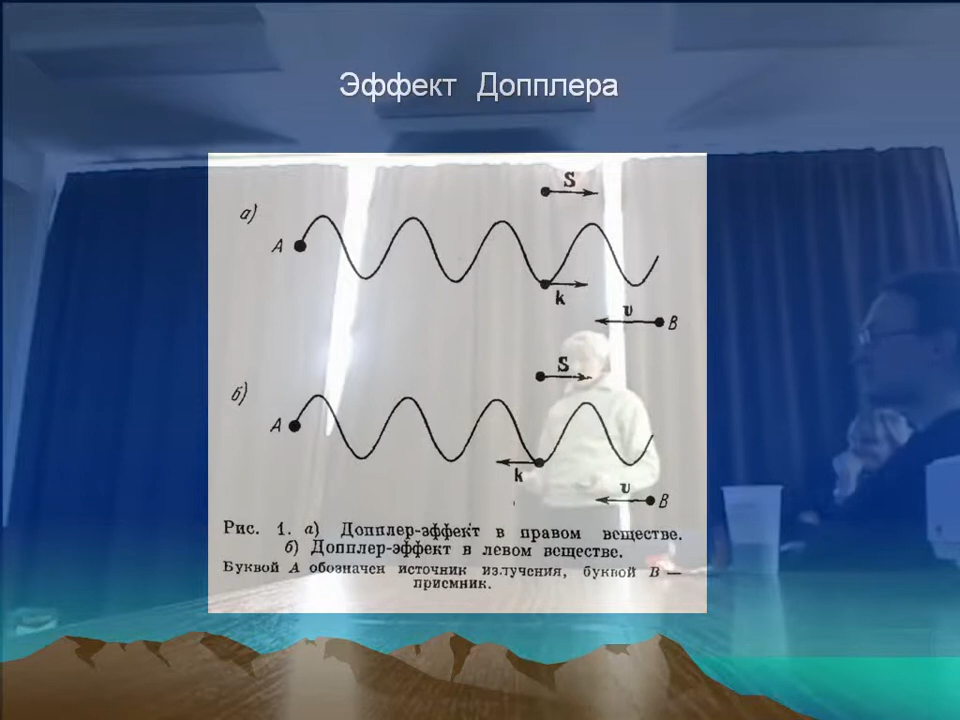 Эффект Допплера
S
а)
A
k
υ
B
S
б)
A
k
υ
B
Рис. 1. а) Допплер-эффект в правом веществе.
б) Допплер-эффект в левом веществе.
Буквой A обозначен источник излучения, буквой B —
приемник.